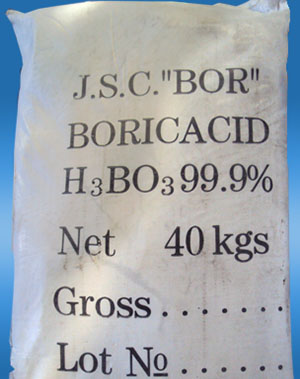 J.S.C."BOR"
BORICACID
H3BO3 99.9%
Net 40 kgs
Gross.......
Lot №.......